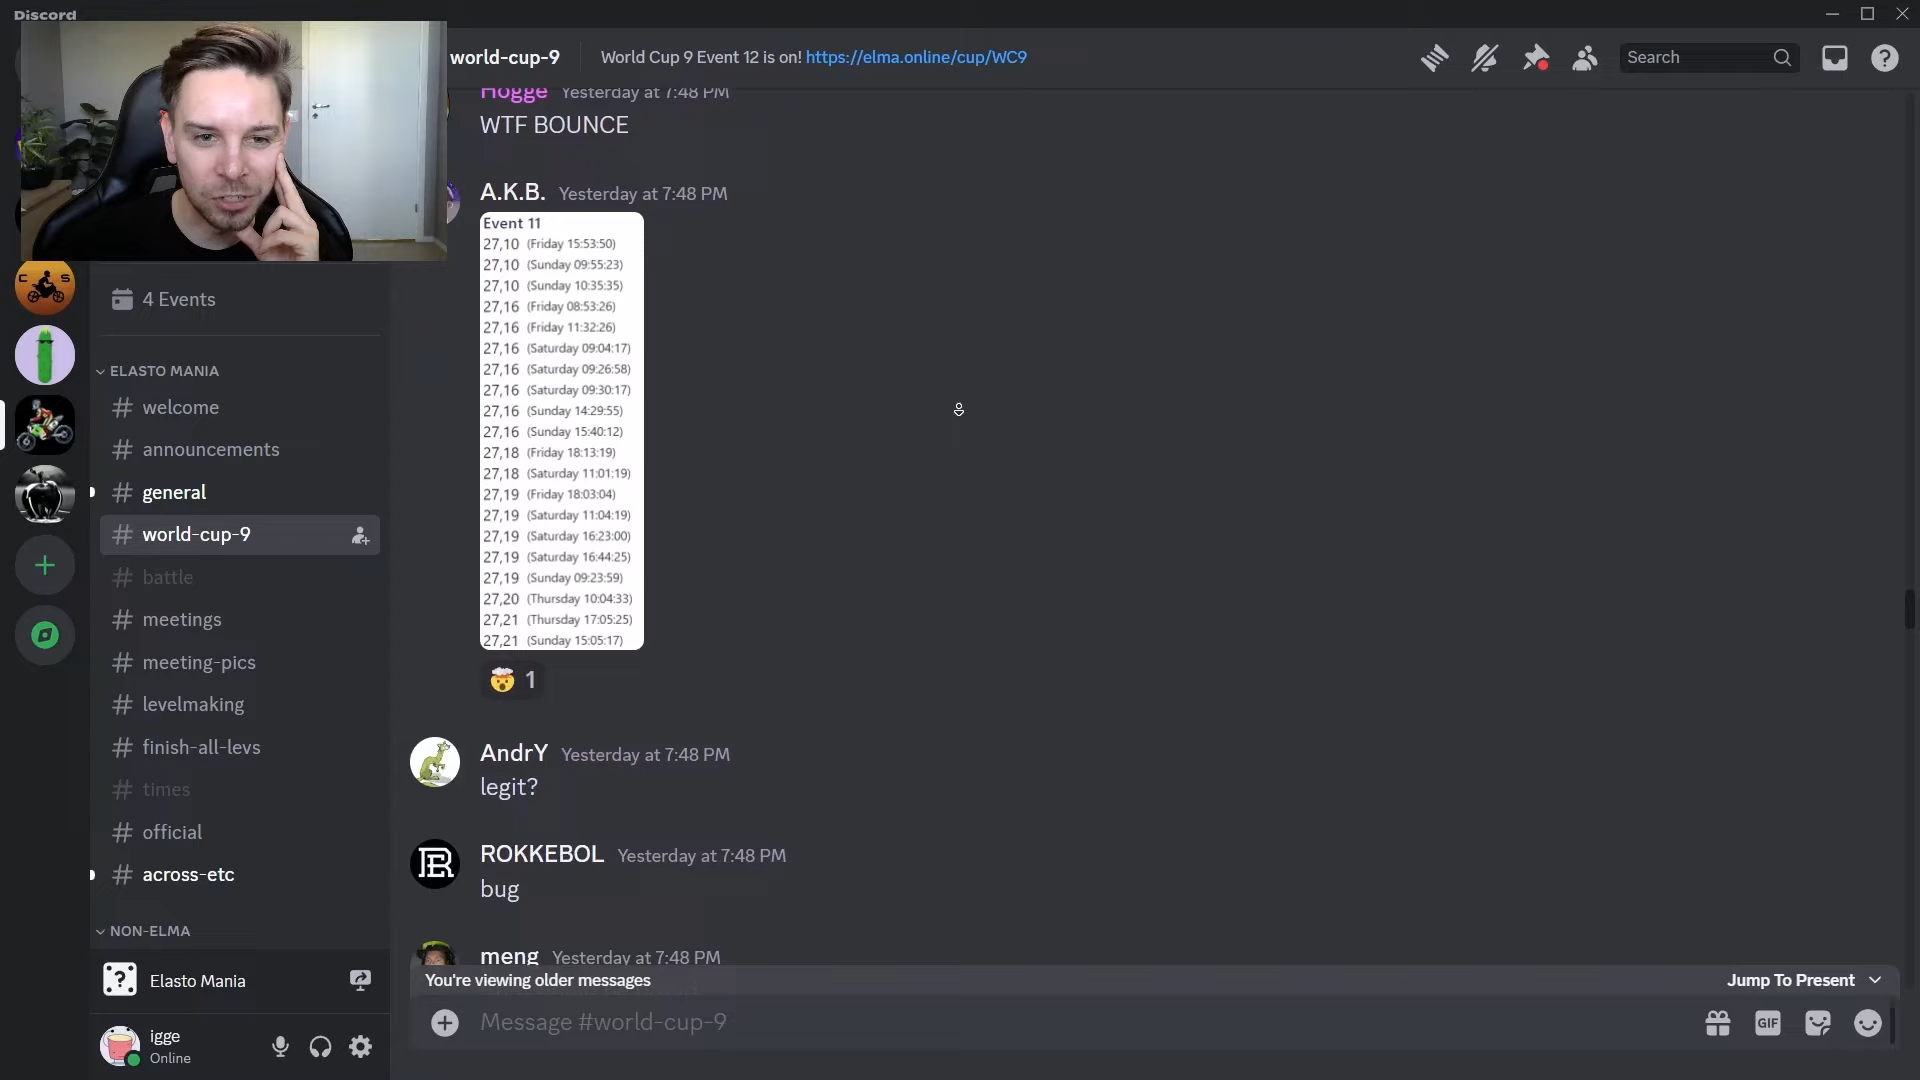 Discord
world-cup-9
World Cup 9 Event 12 is on! https://elma.online/cup/WC9
Search
Hogge Yesterday at 7:48 PM
WTF BOUNCE
A.K.B. Yesterday at 7:48 PM
Event 11
27,10 (Friday 15:53:50)
27,10 (Sunday 09:55:23)
27,10 (Sunday 10:35:35)
27,16 (Friday 08:53:26)
27,16 (Friday 11:32:26)
27,16 (Saturday 09:04:17)
27,16 (Saturday 09:26:58)
27,16 (Saturday 09:30:17)
27,16 (Sunday 14:29:55)
27,16 (Sunday 15:40:12)
27,18 (Friday 18:13:19)
27,18 (Saturday 11:01:19)
27,19 (Friday 18:03:04)
27,19 (Saturday 11:04:19)
27,19 (Saturday 16:23:00)
27,19 (Saturday 16:44:25)
27,19 (Sunday 09:23:59)
27,20 (Thursday 10:04:33)
27,21 (Thursday 17:05:25)
27,21 (Sunday 15:05:17)
1
AndrY Yesterday at 7:48 PM
legit?
ROKKEBOL Yesterday at 7:48 PM
bug
meng Yesterday at 7:48 PM
You're viewing older messages
Jump To Present
Message #world-cup-9
GIF
C S
4 Events
ELASTO MANIA
welcome
announcements
general
world-cup-9
battle
meetings
meeting-pics
levelmaking
finish-all-levs
times
official
across-etc
NON-ELMA
Elasto Mania
igge
Online